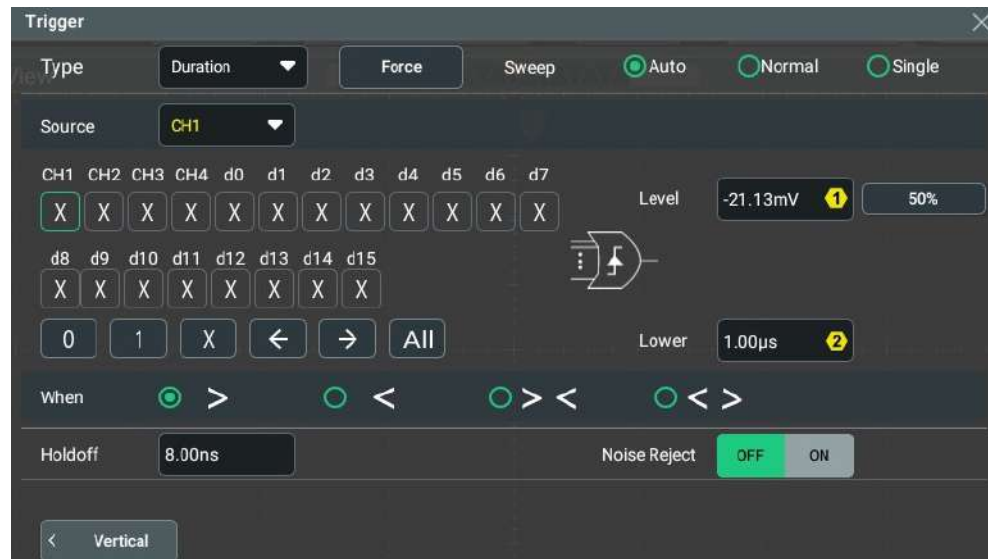 Trigger
Type Duration Force Sweep Auto Normal Single
Source CH1
CH1 CH2 CH3 CH4 d0 d1 d2 d3 d4 d5 d6 d7
X X X X X X X X X X X X
Level -21.13mV 1 50%
d8 d9 d10 d11 d12 d13 d14 d15
X X X X X X X X
0 1 X ← → All
Lower 1.00µs 2
When > < > < < >
Holdoff 8.00ns Noise Reject OFF ON
< Vertical